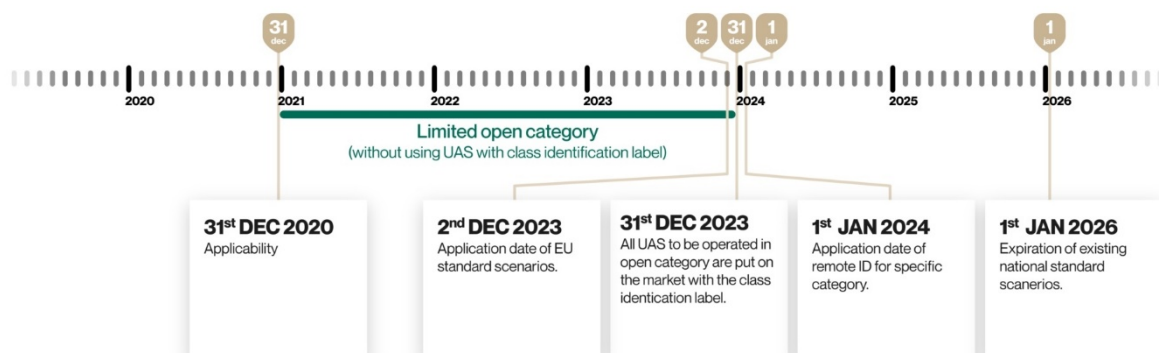 31
dec
2
dec
31
dec
1
jan
1
jan
2020
2021
2022
2023
2024
2025
2026
Limited open category
(without using UAS with class identification label)
31st DEC 2020
Applicability
2nd DEC 2023
Application date of EU
standard scenarios.
31st DEC 2023
All UAS to be operated in
open category are put on
the market with the class
identication label.
1st JAN 2024
Application date of
remote ID for specific
category.
1st JAN 2026
Expiration of existing
national standard
scanerios.